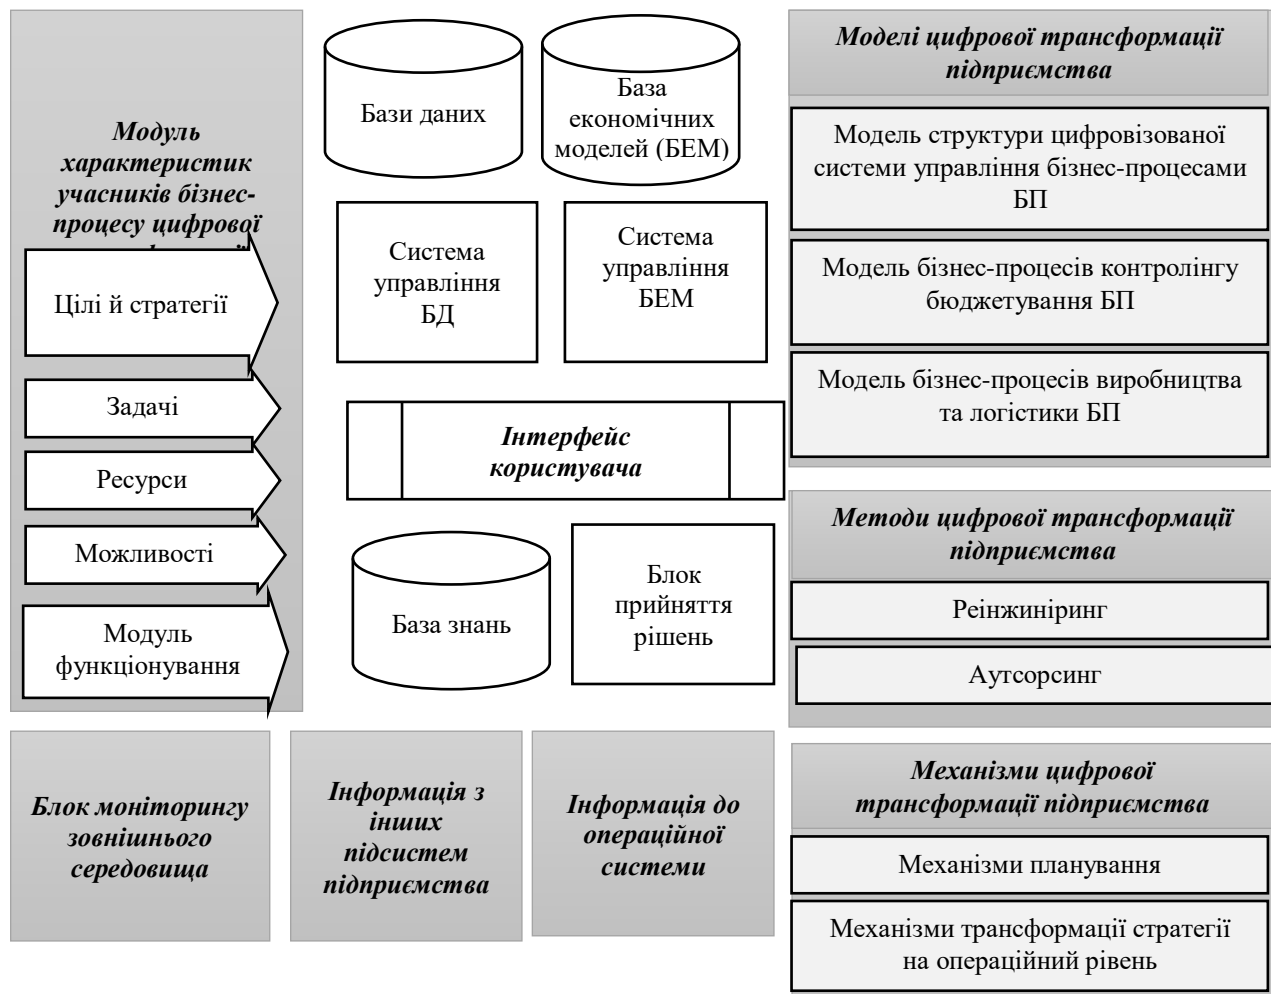 Модуль
характеристик
учасників бізнес-
процесу цифрової
Цілі й стратегії
Задачі
Ресурси
Можливості
Модуль
функціонування
Бази даних
База
економічних
моделей (БЕМ)
Система
управління
БД
Система
управління
БЕМ
Інтерфейс
користувача
База знань
Блок
прийняття
рішень
Моделі цифрової трансформації
підприємства
Модель структури цифровізованої
системи управління бізнес-процесами
БП
Модель бізнес-процесів контролінгу
бюджетування БП
Модель бізнес-процесів виробництва
та логістики БП
Методи цифрової трансформації
підприємства
Реінжиніринг
Аутсорсинг
Блок моніторингу
зовнішнього
середовища
Інформація з
інших
підсистем
підприємства
Інформація до
операційної
системи
Механізми цифрової
трансформації підприємства
Механізми планування
Механізми трансформації стратегії
на операційний рівень